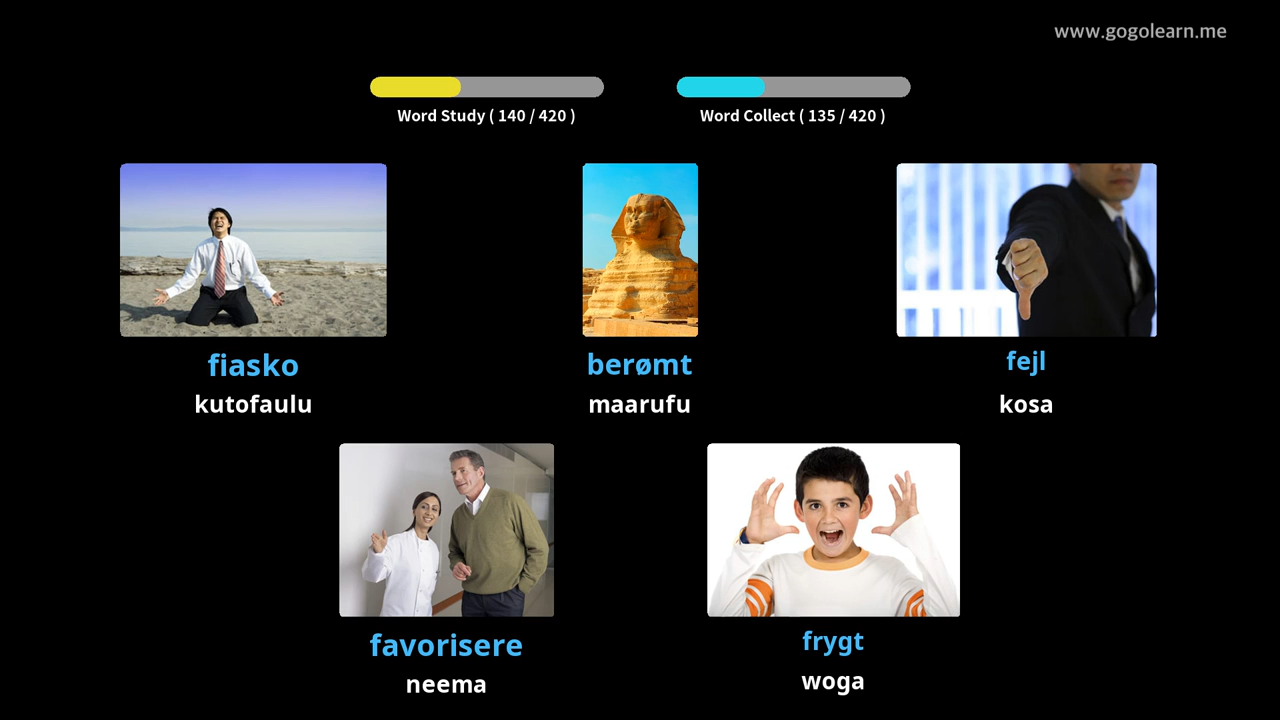 www.gogolearn.me
Word Study ( 140 / 420 )
Word Collect ( 135 / 420 )
fiasko
kutofaulu
berømt
maarufu
fejl
kosa
favorisere
neema
frygt
woga